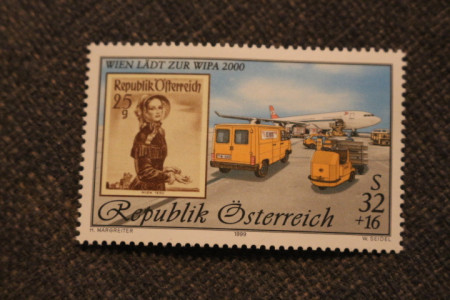 WIEN LÄDT ZUR WIPA 2000
Republik Österreich
25
g
S
32
+16
Republik Österreich
H. MARGREITER
1999
W. SEIDEL